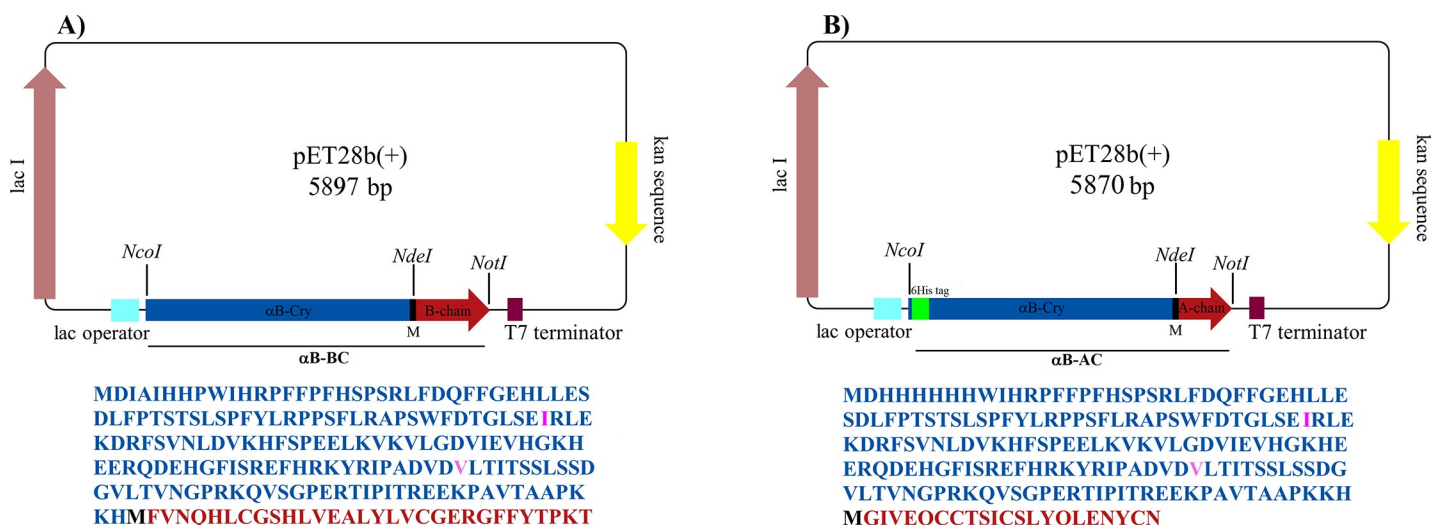 A)
lac I
pET28b(+)
5897 bp
kan sequence
NcoI
NdeI
NotI
αB-Cry
B-chain
lac operator
M
T7 terminator
αB-BC
MDIAIHHPWIHRPFFPFHSPSRLFDQFFGEHLLES
DLFPTSTSLSPFYLRPPSFLRAPSWFDTGLSEIRLE
KDRFSVNLDVKHFSPEELKVKVLGDVIEVHGKH
EERQDEHGFISREFHRKYRIPADVDVLTITSSLSSD
GVLTVNGPRKQVSGPERTIPITREEKPAVTAAPK
KHMFVNQHLCGSHLVEALYLVCGERGFFYTPKT
B)
lac I
pET28b(+)
5870 bp
kan sequence
NcoI
NdeI
NotI
6His tag
αB-Cry
A-chain
lac operator
M
T7 terminator
αB-AC
MDHHHHHHWIHRPFFPFHSPSRLFDQFFGEHLLE
SDLFPTSTSLSPFYLRPPSFLRAPSWFDTGLSEIRLE
KDRFSVNLDVKHFSPEELKVKVLGDVIEVHGKHE
ERQDEHGFISREFHRKYRIPADVDVLTITSSLSSDG
VLTVNGPRKQVSGPERTIPITREEKPAVTAAPKKH
MGIVEQCCTSICSLYQLENYCN